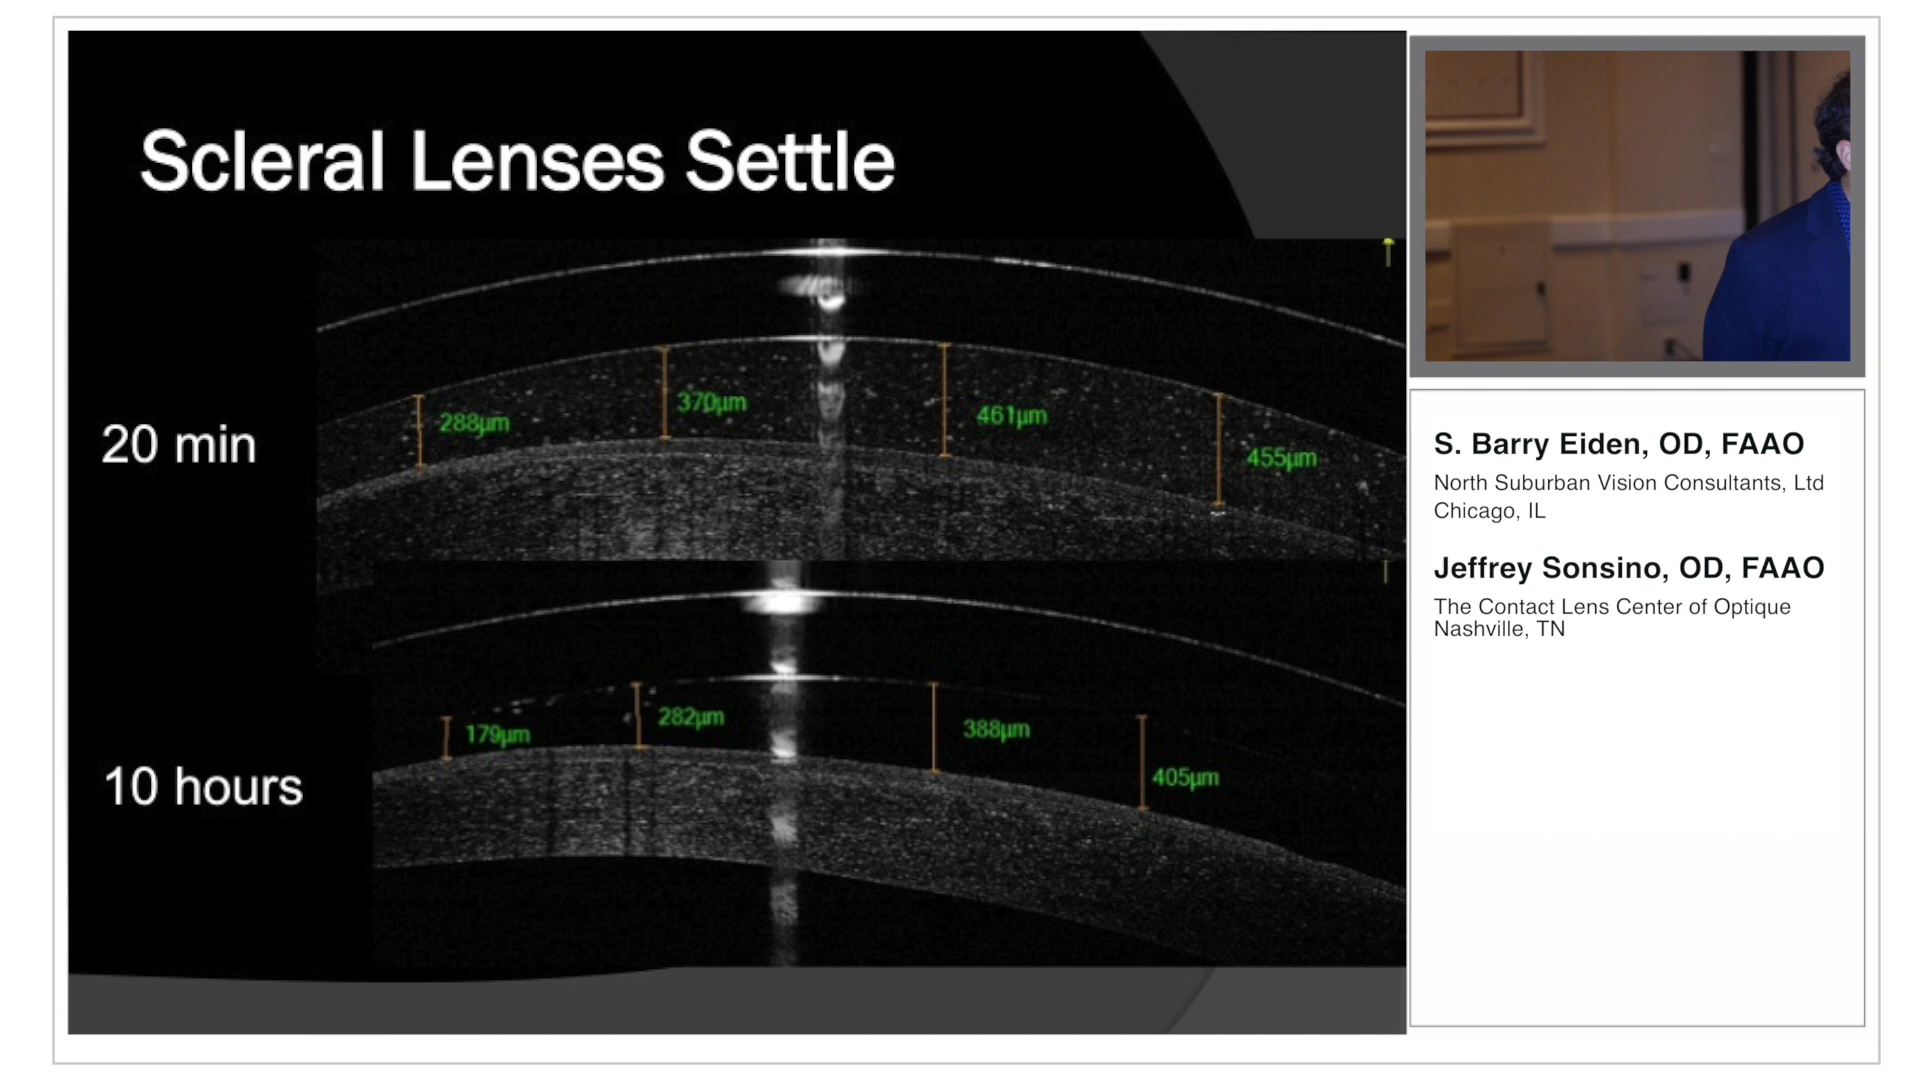 Scleral Lenses Settle
20 min
288µm
370µm
461µm
455µm
10 hours
179µm
282µm
388µm
405µm
S. Barry Eiden, OD, FAAO
North Suburban Vision Consultants, Ltd
Chicago, IL
Jeffrey Sonsino, OD, FAAO
The Contact Lens Center of Optique
Nashville, TN